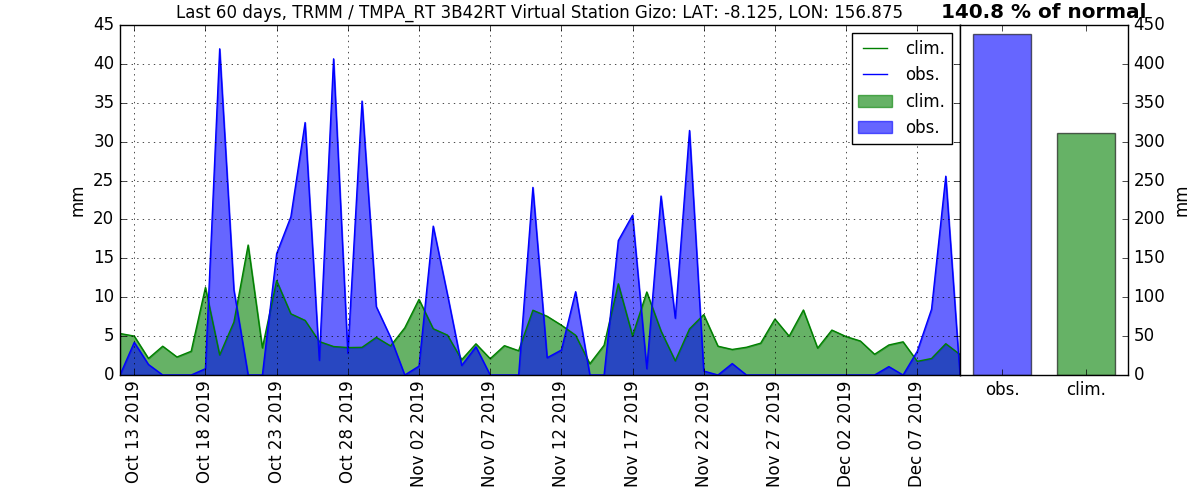 Last 60 days, TRMM / TMPA_RT 3B42RT Virtual Station Gizo: LAT: -8.125, LON: 156.875
140.8 % of normal
45
40
35
30
25
20
15
10
5
0
mm
clim.
obs.
clim.
obs.
450
400
350
300
250
200
150
100
50
0
mm
obs.
clim.
Oct 13 2019
Oct 18 2019
Oct 23 2019
Oct 28 2019
Nov 02 2019
Nov 07 2019
Nov 12 2019
Nov 17 2019
Nov 22 2019
Nov 27 2019
Dec 02 2019
Dec 07 2019